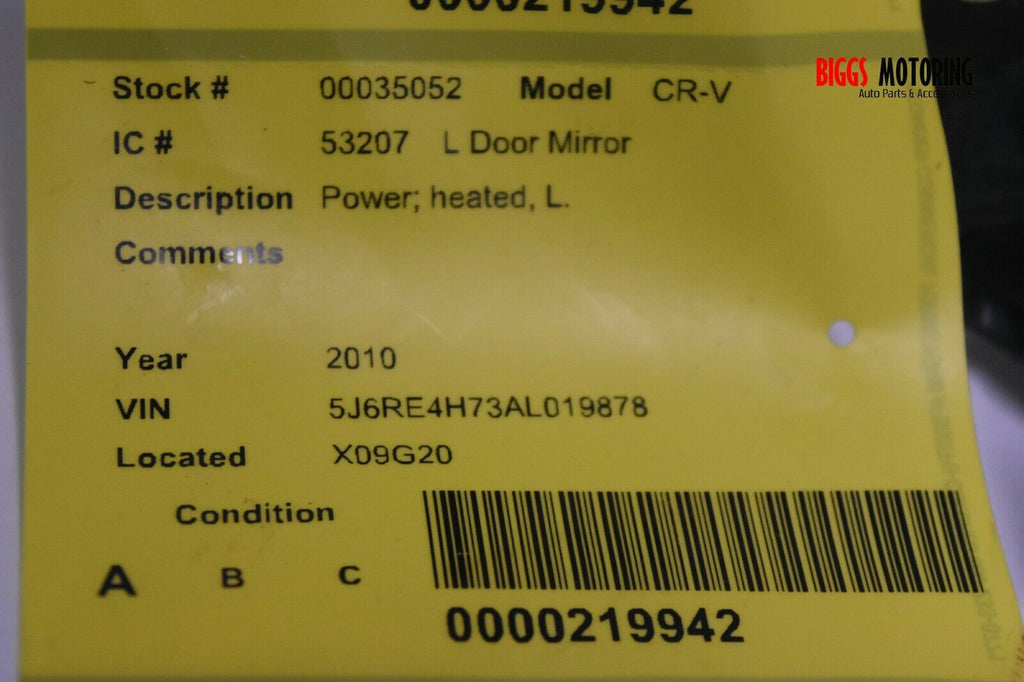 0000219942
BIGGS MOTORING
Auto Parts & Accessories
Stock # 00035052 Model CR-V
IC # 53207 L Door Mirror
Description Power; heated, L.
Comments
Year 2010
VIN 5J6RE4H73AL019878
Located X09G20
Condition
A B C
0000219942